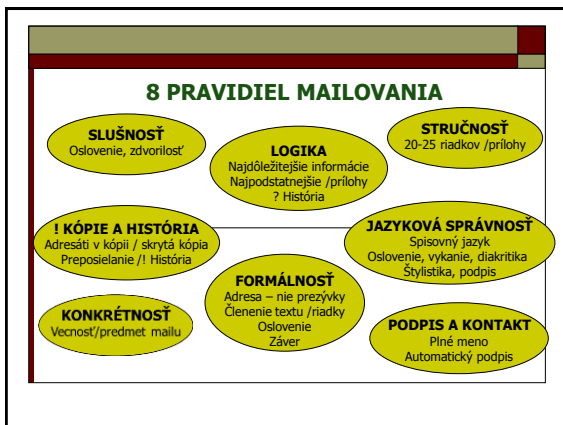 8 PRAVIDIEL MAILOVANIA
SLUŠNOSŤ
Oslovenie, zdvorilosť
LOGIKA
Najdôležitejšie informácie
Najpodstatnejšie /prílohy
? História
STRUČNOSŤ
20-25 riadkov /prílohy
! KÓPIE A HISTÓRIA
Adresáti v kópii / skrytá kópia
Preposielanie /! História
JAZYKOVÁ SPRÁVNOSŤ
Spisovný jazyk
Oslovenie, vykanie, diakritika
Štylistika, podpis
FORMÁLNOSŤ
Adresa – nie prezývky
Členenie textu /riadky
Oslovenie
Záver
KONKRÉTNOSŤ
Vecnosť/predmet mailu
PODPIS A KONTAKT
Plné meno
Automatický podpis